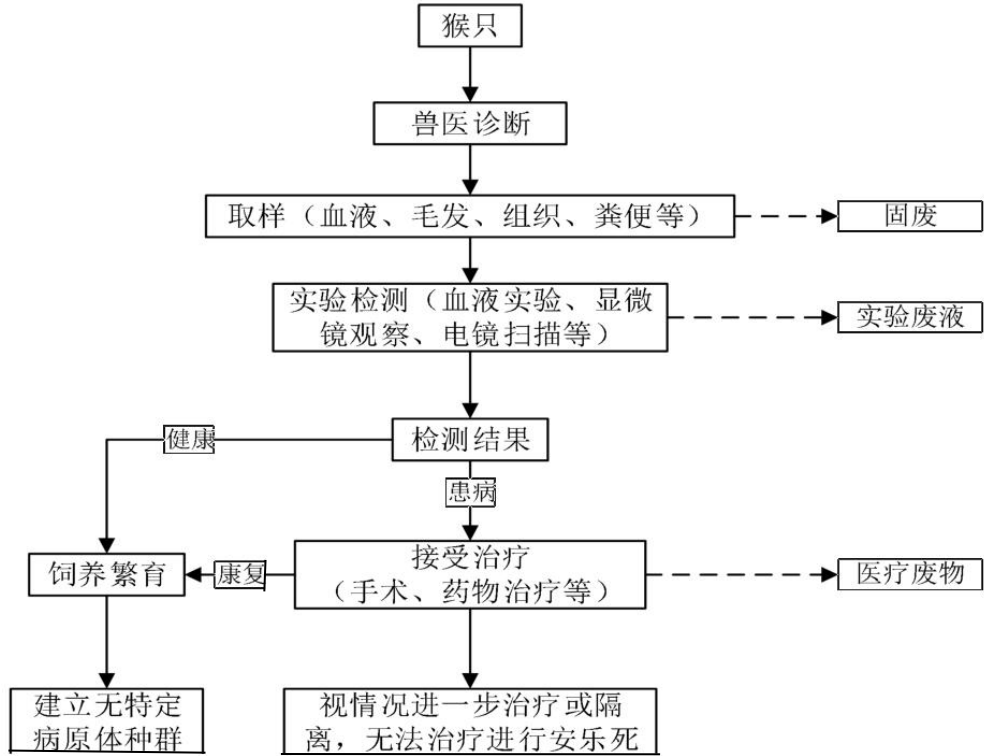 猴只
兽医诊断
取样（血液、毛发、组织、粪便等）
固废
实验检测（血液实验、显微
镜观察、电镜扫描等）
实验废液
检测结果
健康
患病
接受治疗
（手术、药物治疗等）
康复
饲养繁育
医疗废物
建立无特定
病原体种群
视情况进一步治疗或隔
离，无法治疗进行安乐死